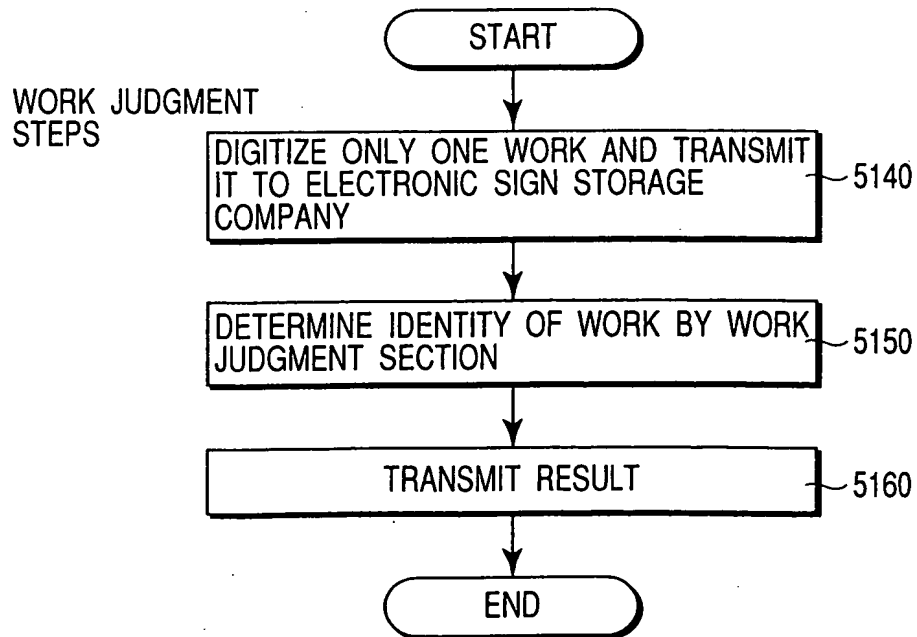 START
WORK JUDGMENT
STEPS
DIGITIZE ONLY ONE WORK AND TRANSMIT
IT TO ELECTRONIC SIGN STORAGE
COMPANY
5140
DETERMINE IDENTITY OF WORK BY WORK
JUDGMENT SECTION
5150
TRANSMIT RESULT
5160
END